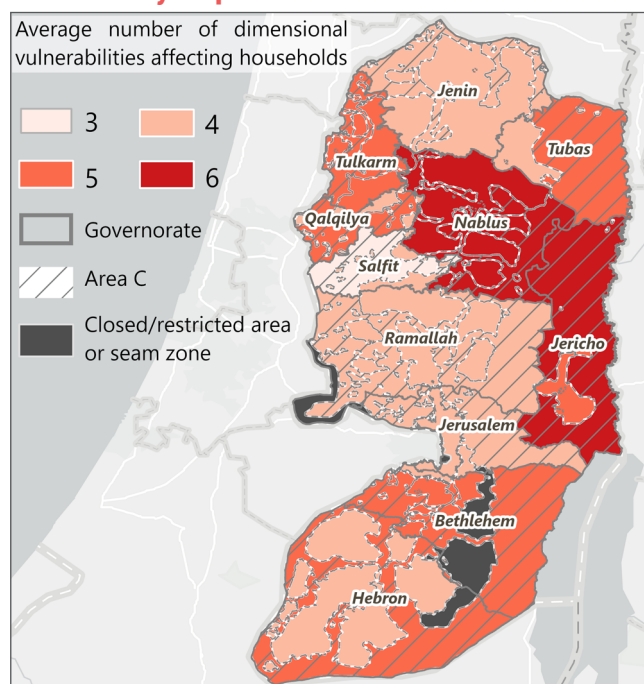 Average number of dimensional
vulnerabilities affecting households
3
4
5
6
Governorate
Area C
Closed/restricted area
or seam zone
Jenin
Tubas
Tulkarm
Qalqilya
Nablus
Salfit
Ramallah
Jericho
Jerusalem
Bethlehem
Hebron